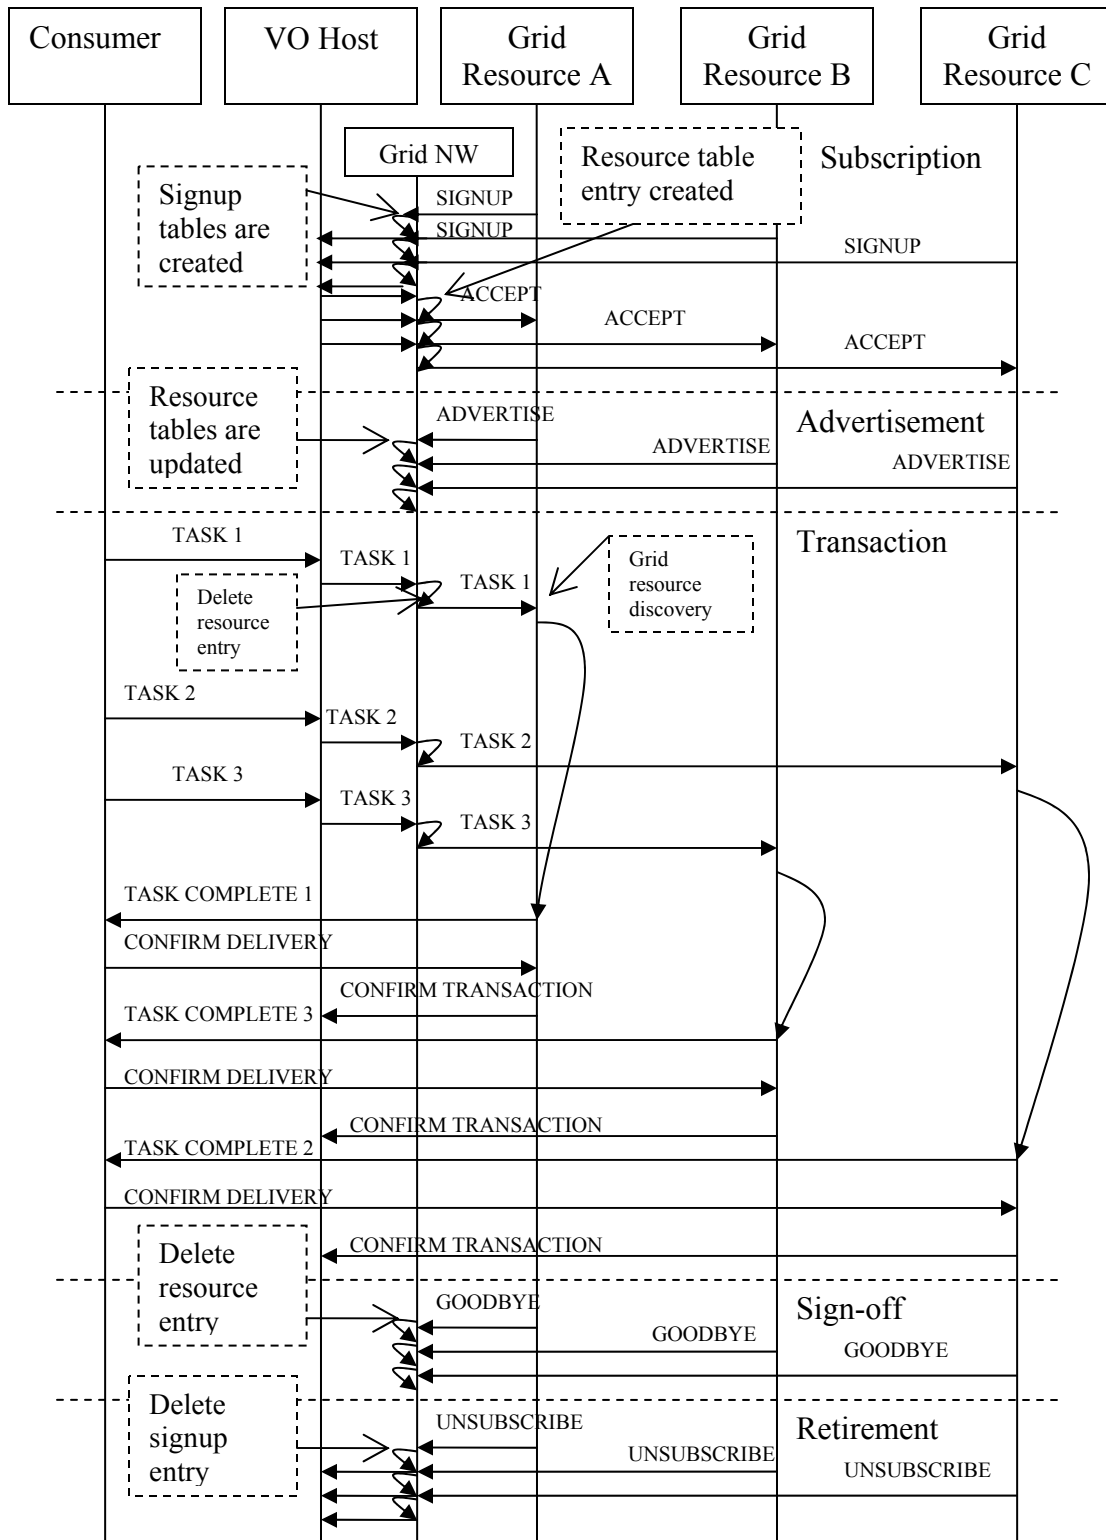 Consumer
VO Host
Grid
Resource A
Grid
Resource B
Grid
Resource C
Grid NW
Resource table
entry created
Subscription
Signup
tables are
created
SIGNUP
SIGNUP
SIGNUP
ACCEPT
ACCEPT
ACCEPT
Resource
tables are
updated
ADVERTISE
Advertisement
ADVERTISE
ADVERTISE
TASK 1
Transaction
TASK 1
TASK 1
Grid
resource
discovery
Delete
resource
entry
TASK 2
TASK 2
TASK 2
TASK 3
TASK 3
TASK 3
TASK COMPLETE 1
CONFIRM DELIVERY
CONFIRM TRANSACTION
TASK COMPLETE 3
CONFIRM DELIVERY
CONFIRM TRANSACTION
TASK COMPLETE 2
CONFIRM DELIVERY
CONFIRM TRANSACTION
Delete
resource
entry
GOODBYE
Sign-off
GOODBYE
GOODBYE
Delete
signup
entry
UNSUBSCRIBE
Retirement
UNSUBSCRIBE
UNSUBSCRIBE